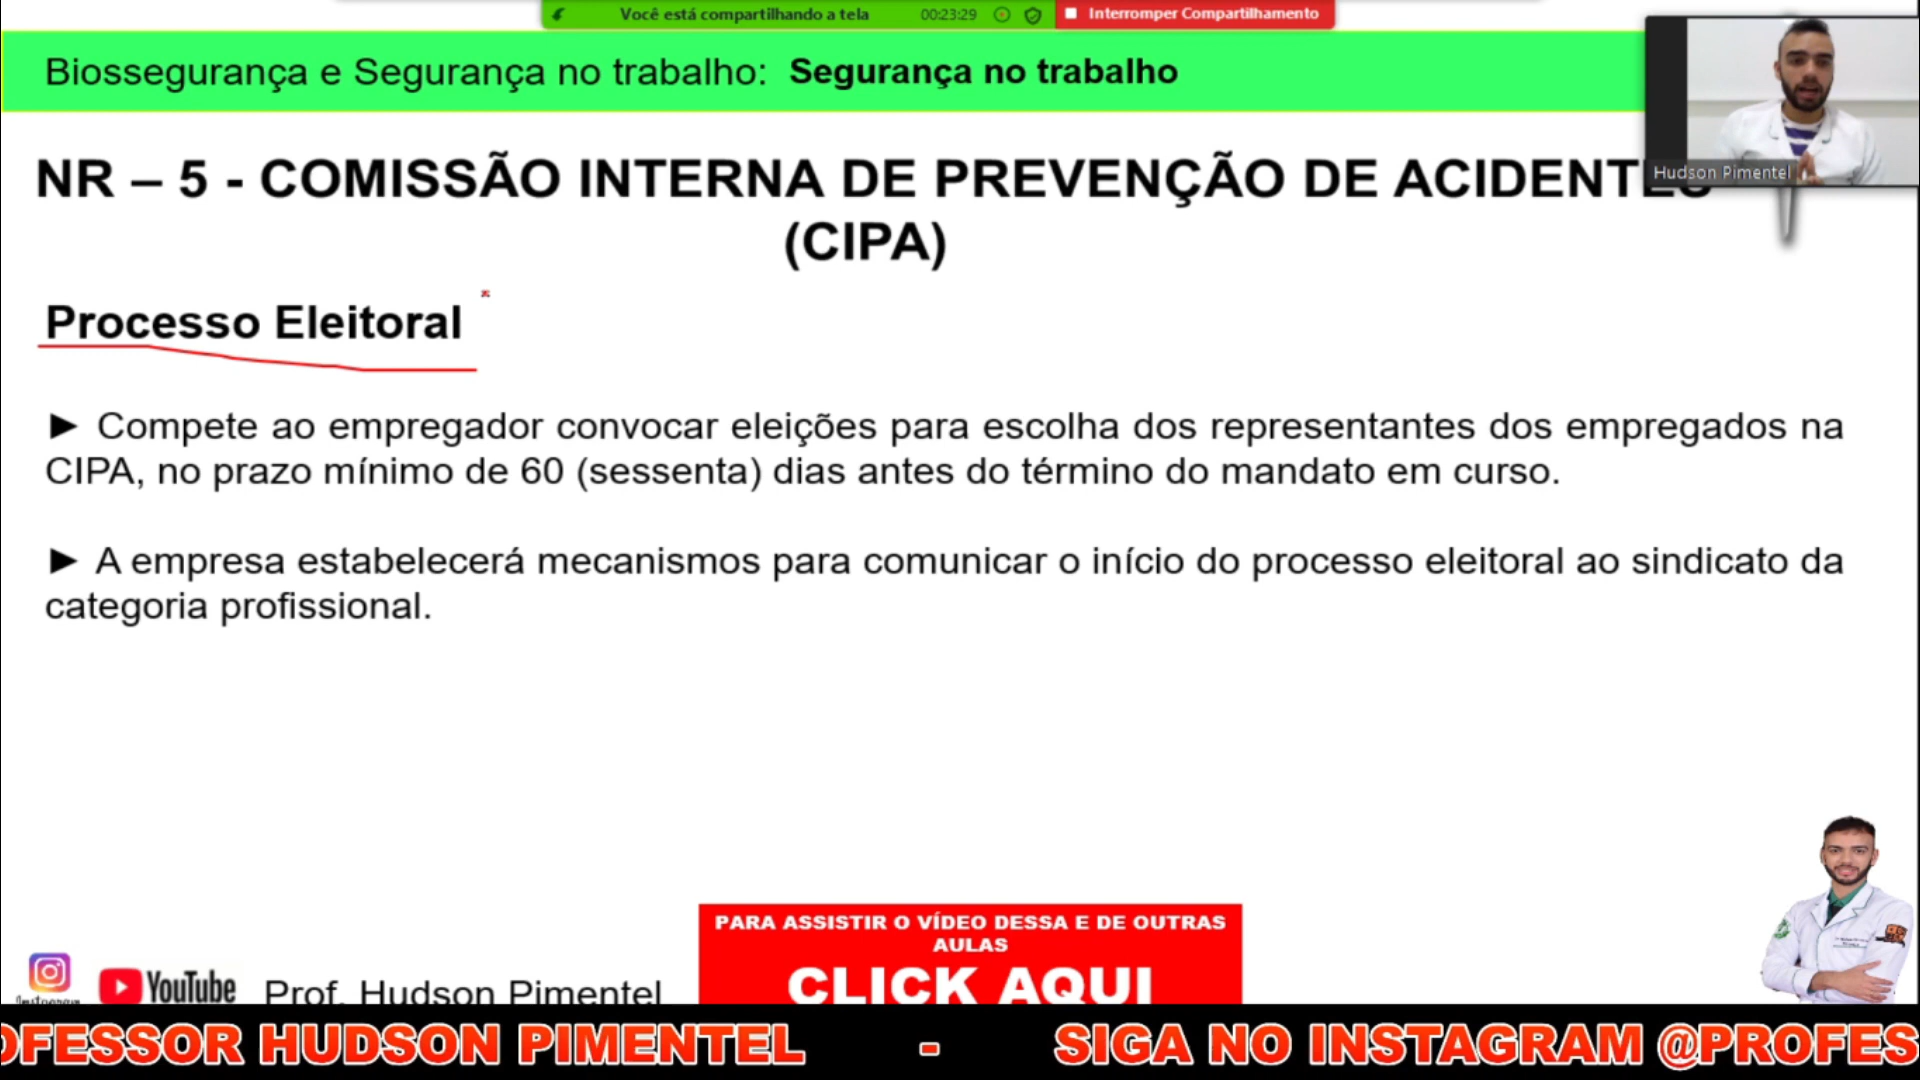 Você está compartilhando a tela 00:23:29 Interromper Compartilhamento
Biossegurança e Segurança no trabalho: Segurança no trabalho
Hudson Pimentel
NR – 5 - COMISSÃO INTERNA DE PREVENÇÃO DE ACIDENTES
(CIPA)
Processo Eleitoral
► Compete ao empregador convocar eleições para escolha dos representantes dos empregados na
CIPA, no prazo mínimo de 60 (sessenta) dias antes do término do mandato em curso.
► A empresa estabelecerá mecanismos para comunicar o início do processo eleitoral ao sindicato da
categoria profissional.
PARA ASSISTIR O VÍDEO DESSA E DE OUTRAS
AULAS
CLICK AQUI
Instagram
YouTube
Prof. Hudson Pimentel
OFESSOR HUDSON PIMENTEL - SIGA NO INSTAGRAM @PROFES